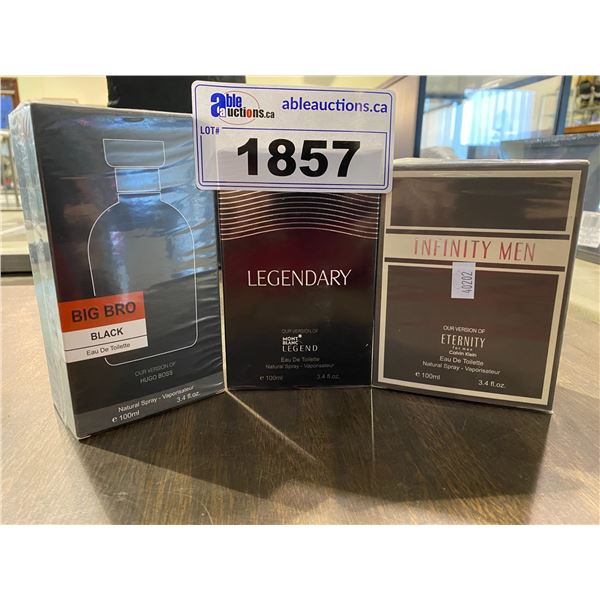 able auctions.ca
ableauctions.ca
LOT#
1857
BIG BRO
BLACK
Eau De Toilette
OUR VERSION OF
HUGO BOSS
Natural Spray - Vaporisateur
e 100ml 3.4 fl.oz.
LEGENDARY
OUR VERSION OF
MONT
BLANC
LEGEND
Eau De Toilette
Natural Spray - Vaporisateur
e 100ml 3.4 fl.oz.
INFINITY MEN
40202
OUR VERSION OF
ETERNITY
for men
Calvin Klein
Eau De Toilette
Natural Spray - Vaporisateur
e 100ml 3.4 fl.oz.